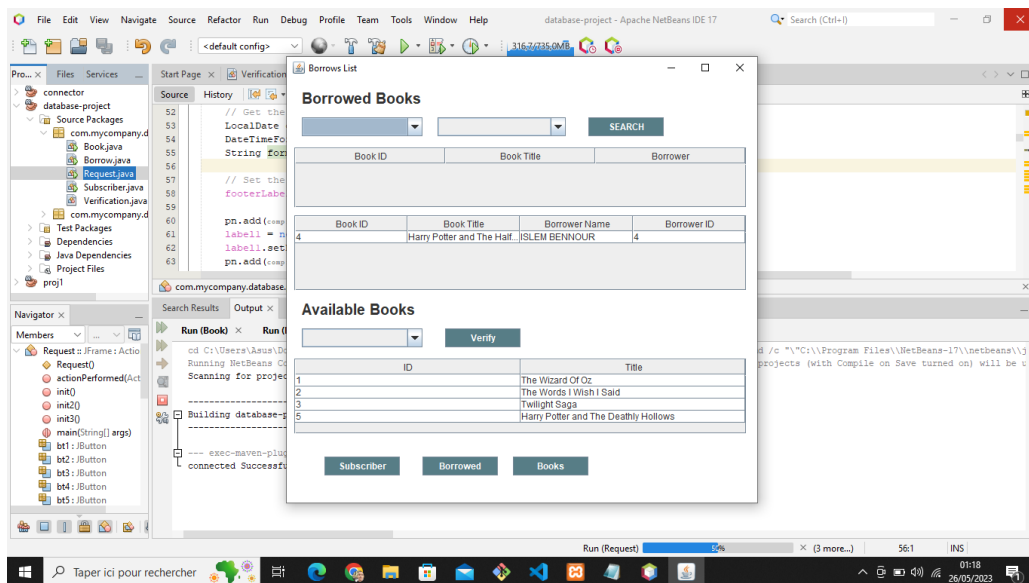 File Edit View Navigate Source Refactor Run Debug Profile Team Tools Window Help
database-project - Apache NetBeans IDE 17
Search (Ctrl+I)
<default config>
316,7/735,0MB
Pro... × Files Services
connector
database-project
Source Packages
com.mycompany.d
Book.java
Borrow.java
Request.java
Subscriber.java
Verification.java
com.mycompany.d
Test Packages
Dependencies
Java Dependencies
Project Files
proj1
Navigator ×
Members
...
Request :: JFrame : Actio
Request()
actionPerformed(Act
init()
init2()
init3()
main(String[] args)
bt1 : JButton
bt2 : JButton
bt3 : JButton
bt4 : JButton
bt5 : JButton
Start Page × Verification
Source History
52 // Get the
53 LocalDate
54 DateTimeFo
55 String for
56
57 // Set the
58 footerLabe
59
60 pn.add(comp
61 label1 = n
62 label1.set
63 pn.add(comp
com.mycompany.database.
Search Results Output ×
Run (Book) ×
cd C:\Users\Asus\Do
Running NetBeans Co
Scanning for projec
Building database-p
--- exec-maven-plug
connected Successfu
d /c "\"C:\\Program Files\\NetBeans-17\\netbeans\\j
projects (with Compile on Save turned on) will be u
Borrows List
Borrowed Books
SEARCH
Book ID Book Title Borrower
Book ID Book Title Borrower Name Borrower ID
4 Harry Potter and The Half... ISLEM BENNOUR 4
Available Books
Verify
ID Title
1 The Wizard Of Oz
2 The Words I Wish I Said
3 Twilight Saga
5 Harry Potter and The Deathly Hollows
Subscriber Borrowed Books
Run (Request) (3 more...) 56:1 INS
Taper ici pour rechercher
01:18
26/05/2023